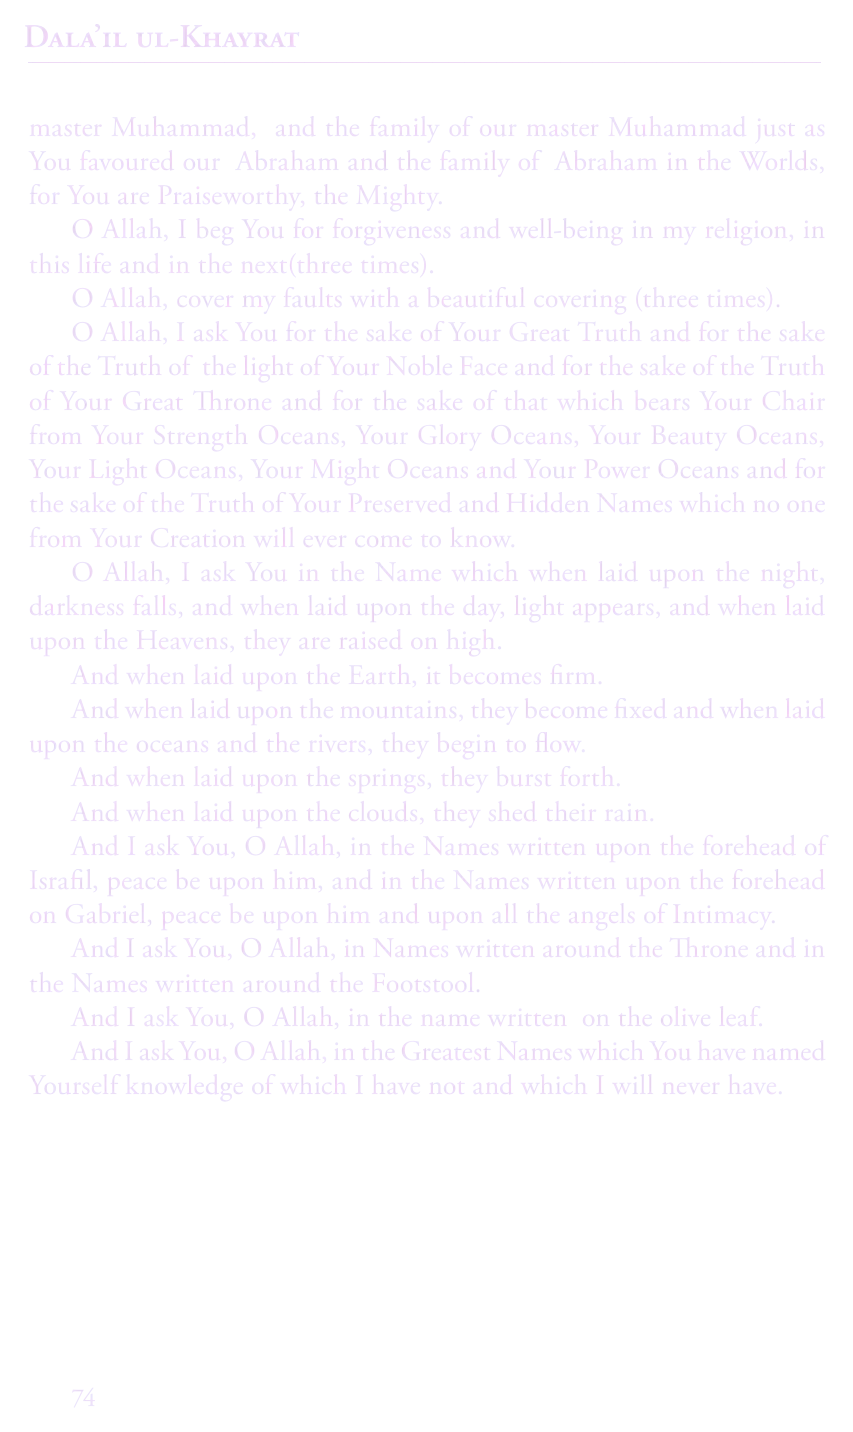 Dala’il ul-Khayrat
master Muhammad,  and the family of our master Muhammad just as
You favoured our  Abraham and the family of  Abraham in the Worlds,
for You are Praiseworthy, the Mighty.
O Allah, I beg You for forgiveness and well-being in my religion, in
this life and in the next(three times).
O Allah, cover my faults with a beautiful covering (three times).
O Allah, I ask You for the sake of Your Great Truth and for the sake
of the Truth of  the light of Your Noble Face and for the sake of the Truth
of Your Great Throne and for the sake of that which bears Your Chair
from Your Strength Oceans, Your Glory Oceans, Your Beauty Oceans,
Your Light Oceans, Your Might Oceans and Your Power Oceans and for
the sake of the Truth of Your Preserved and Hidden Names which no one
from Your Creation will ever come to know.
O Allah, I ask You in the Name which when laid upon the night,
darkness falls, and when laid upon the day, light appears, and when laid
upon the Heavens, they are raised on high.
And when laid upon the Earth, it becomes firm.
And when laid upon the mountains, they become fixed and when laid
upon the oceans and the rivers, they begin to flow.
And when laid upon the springs, they burst forth.
And when laid upon the clouds, they shed their rain.
And I ask You, O Allah, in the Names written upon the forehead of
Israfil, peace be upon him, and in the Names written upon the forehead
on Gabriel, peace be upon him and upon all the angels of Intimacy.
And I ask You, O Allah, in Names written around the Throne and in
the Names written around the Footstool.
And I ask You, O Allah, in the name written  on the olive leaf.
And I ask You, O Allah, in the Greatest Names which You have named
Yourself knowledge of which I have not and which I will never have.
74